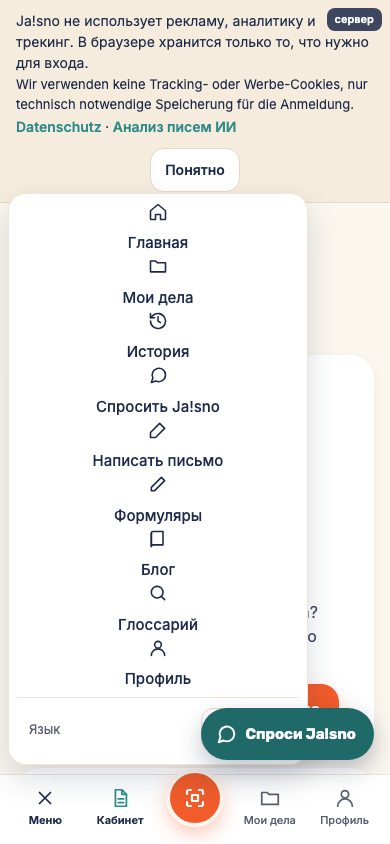 Ja!sno не использует рекламу, аналитику и
сервер
трекинг. В браузере хранится только то, что нужно
для входа.
Wir verwenden keine Tracking- oder Werbe-Cookies, nur
technisch notwendige Speicherung für die Anmeldung.
Datenschutz · Анализ писем ИИ
Понятно
Главная
Мои дела
История
Спросить Ja!sno
Написать письмо
Формуляры
Блог
Глоссарий
Профиль
Язык
Спроси Ja!sno
Меню
Кабинет
Мои дела
Профиль